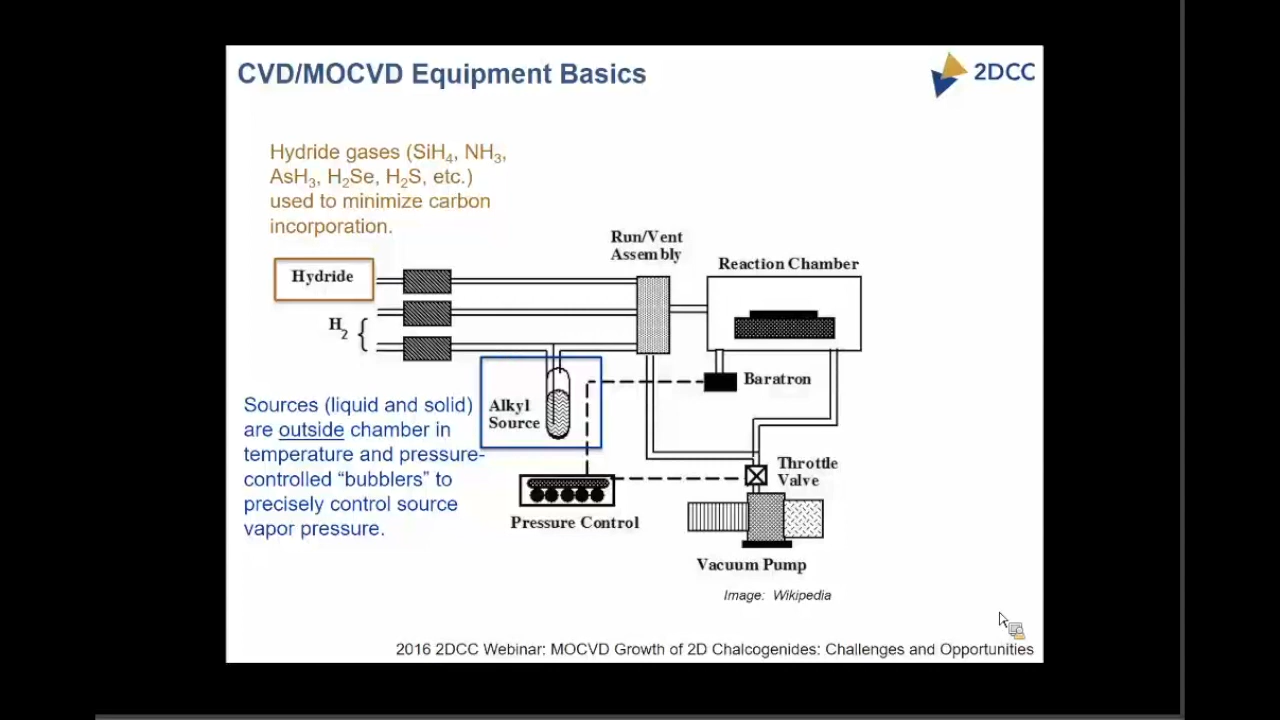 CVD/MOCVD Equipment Basics
2DCC
Hydride gases (SiH₄, NH₃,
AsH₃, H₂Se, H₂S, etc.)
used to minimize carbon
incorporation.
Run/Vent
Assembly
Reaction Chamber
Hydride
H₂
Baratron
Alkyl
Source
Sources (liquid and solid)
are outside chamber in
temperature and pressure-
controlled “bubblers” to
precisely control source
vapor pressure.
Throttle
Valve
Pressure Control
Vacuum Pump
Image: Wikipedia
2016 2DCC Webinar: MOCVD Growth of 2D Chalcogenides: Challenges and Opportunities